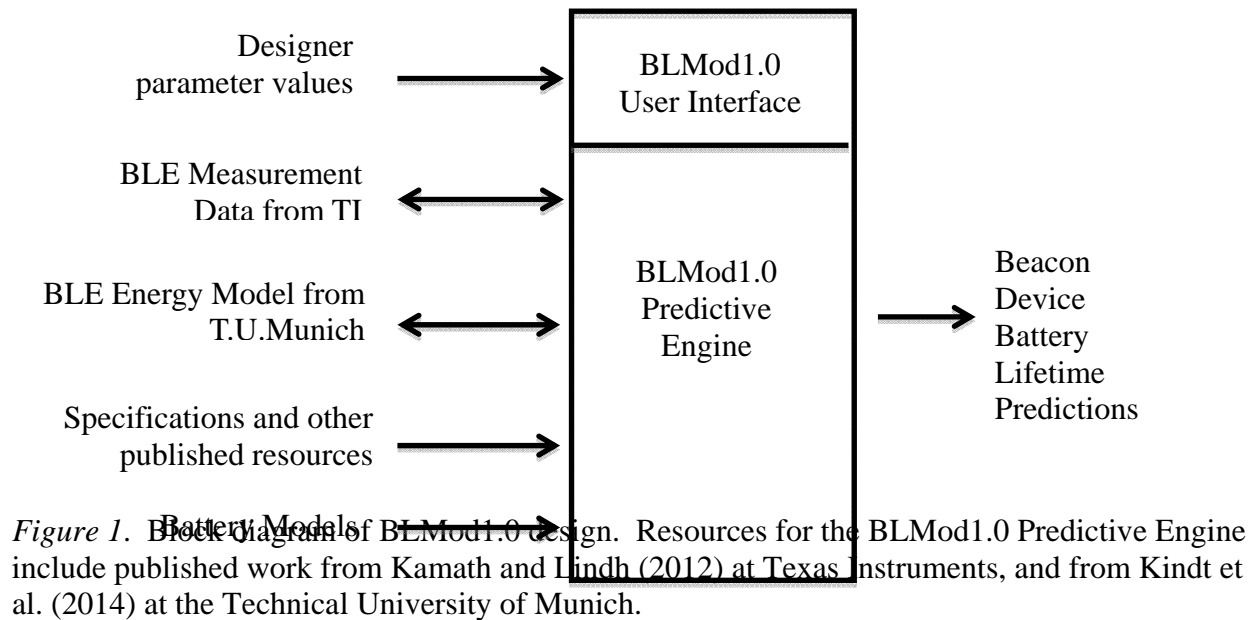 Designer
parameter values
BLMod1.0
User Interface
BLE Measurement
Data from TI
BLE Energy Model from
T.U.Munich
BLMod1.0
Predictive
Engine
Beacon
Device
Battery
Lifetime
Predictions
Specifications and other
published resources
Battery Models
Figure 1. Block diagram of BLMod1.0 design. Resources for the BLMod1.0 Predictive Engine
include published work from Kamath and Lindh (2012) at Texas Instruments, and from Kindt et
al. (2014) at the Technical University of Munich.